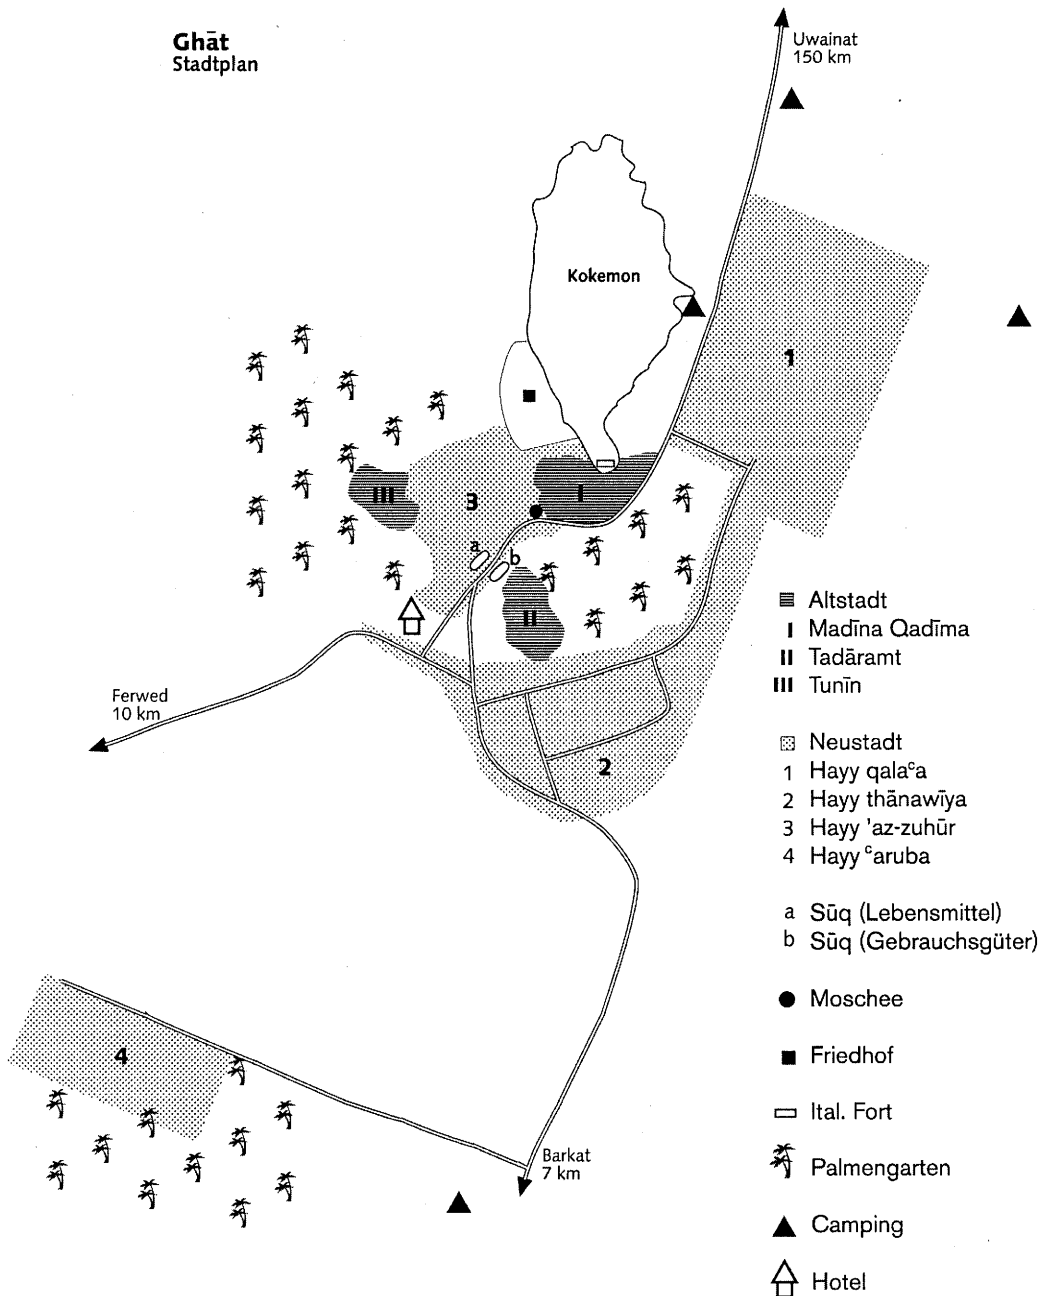 Ghāt
Stadtplan
Uwainat
150 km
Kokemon
1
III
3
I
a
b
II
Ferwed
10 km
2
4
Barkat
7 km
Altstadt
I Madīna Qadīma
II Tadāramt
III Tunīn
Neustadt
1 Hayy qalaᶜa
2 Hayy thānawīya
3 Hayy 'az-zuhūr
4 Hayy ᶜaruba
a Sūq (Lebensmittel)
b Sūq (Gebrauchsgüter)
Moschee
Friedhof
Ital. Fort
Palmengarten
Camping
Hotel